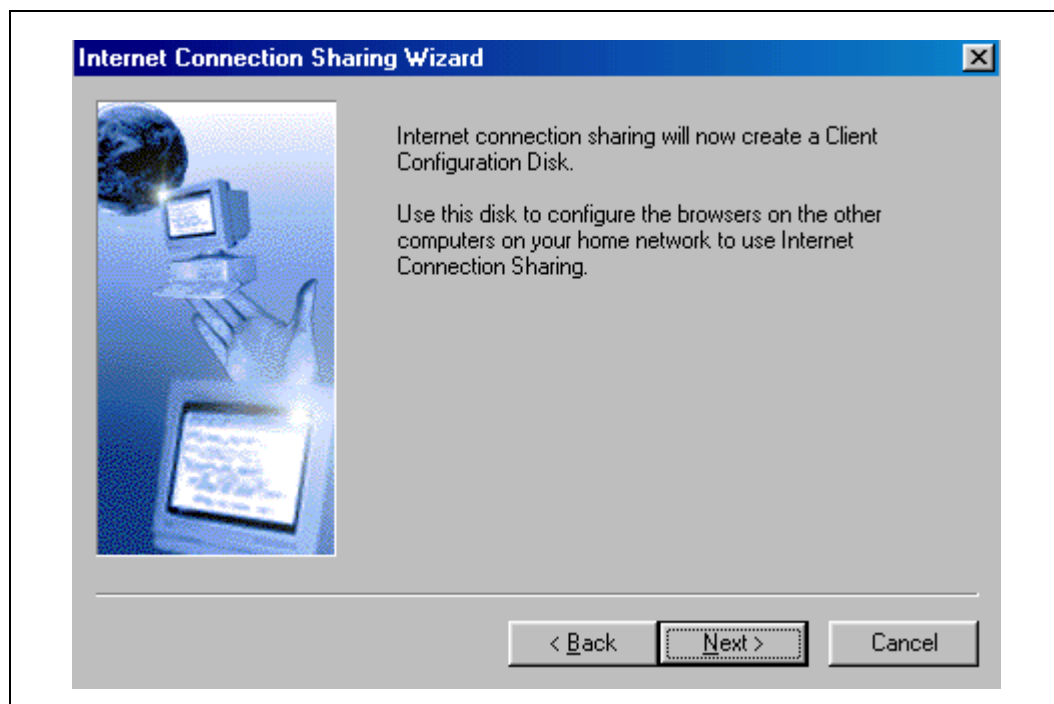 Internet Connection Sharing Wizard
Internet connection sharing will now create a Client
Configuration Disk.
Use this disk to configure the browsers on the other
computers on your home network to use Internet
Connection Sharing.
< Back
Next >
Cancel